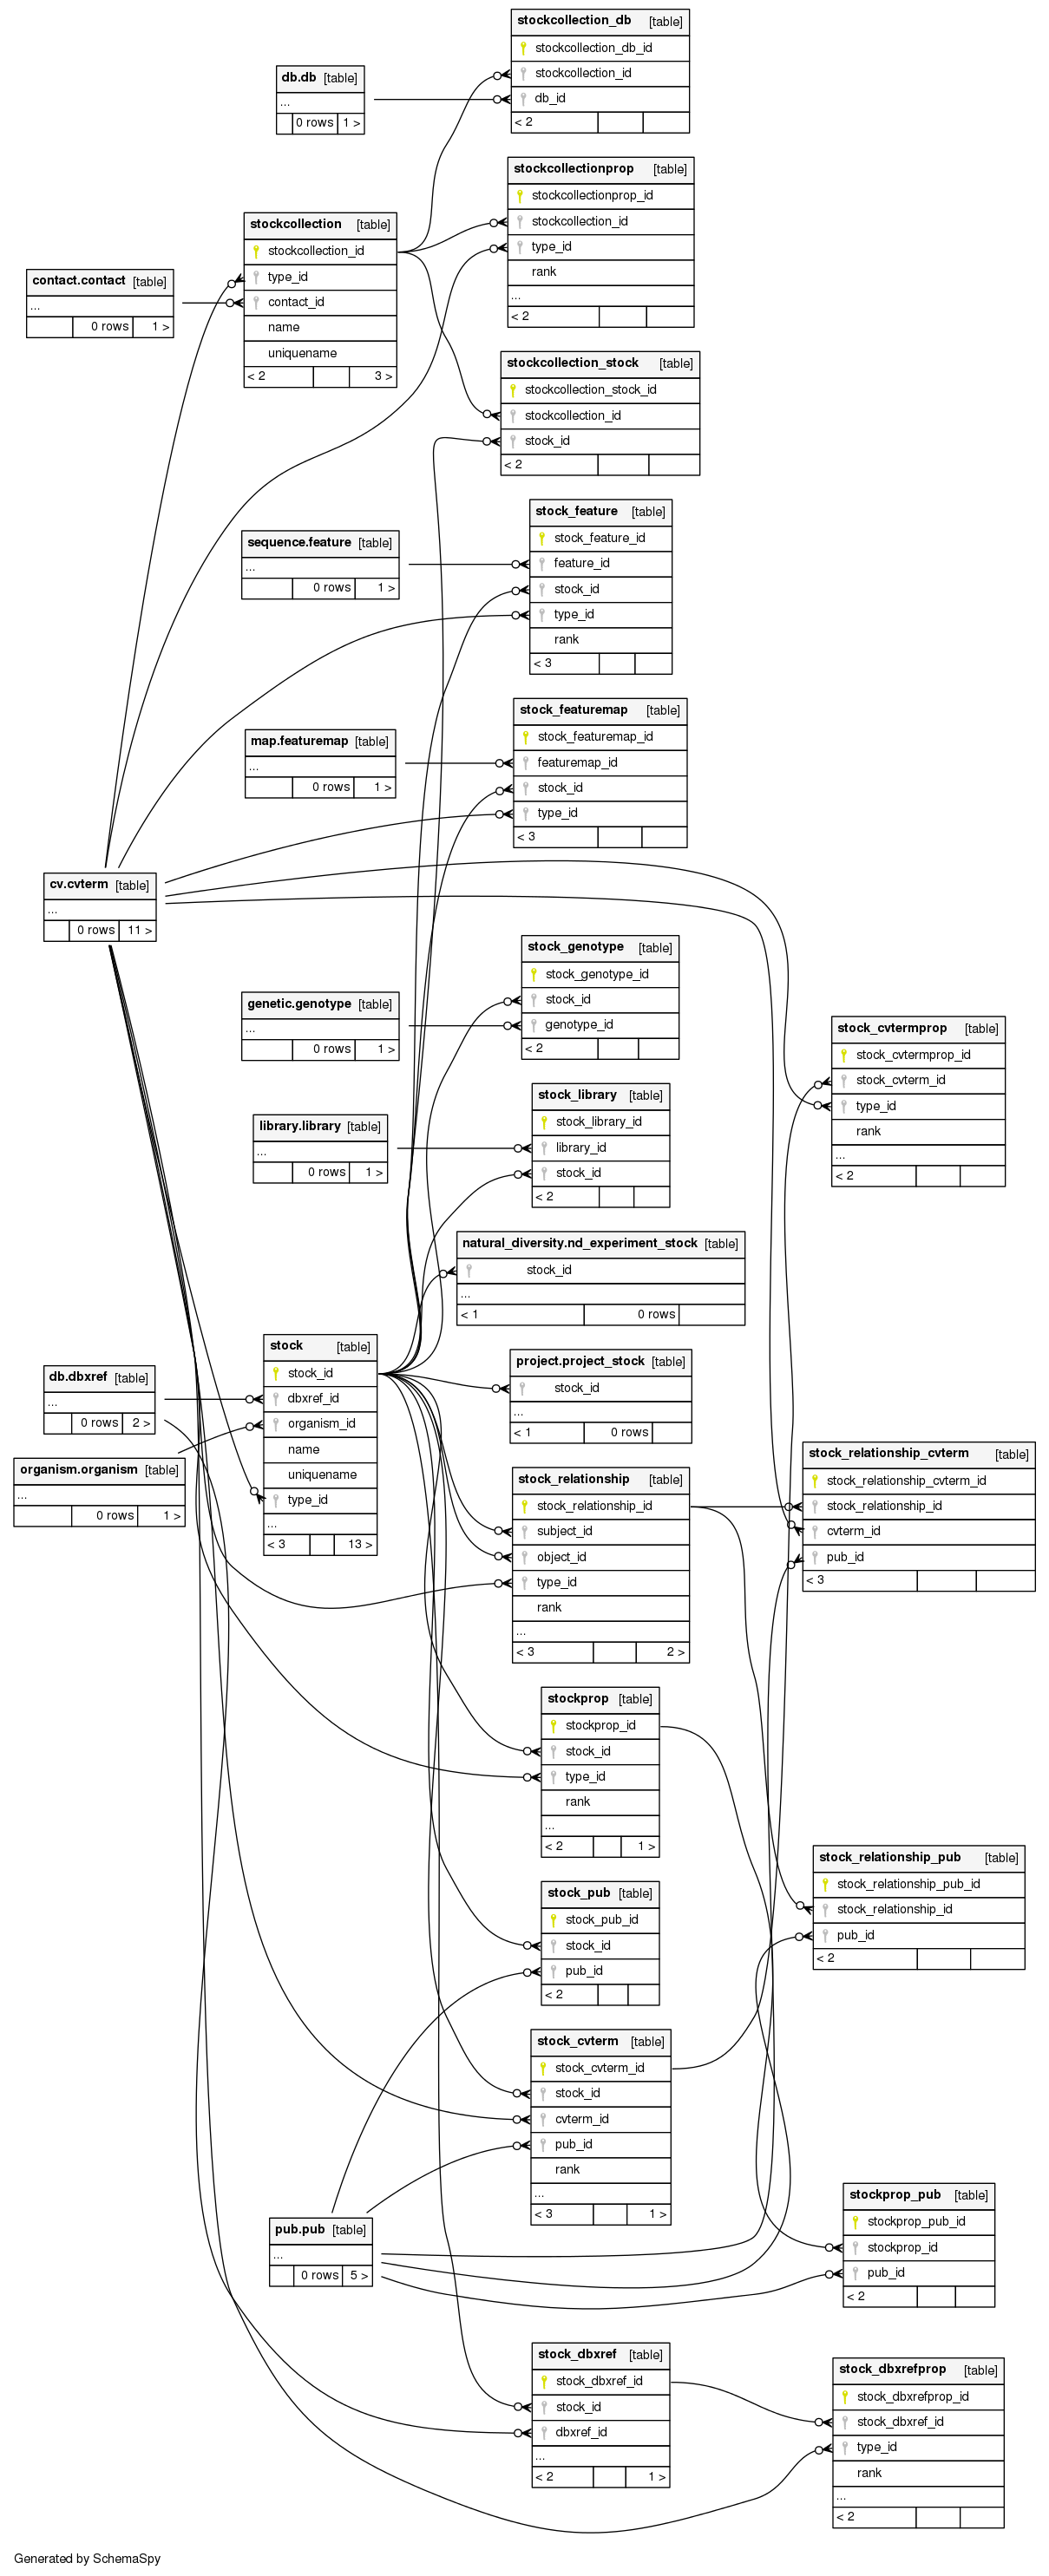 stockcollection_db [table]
stockcollection_db_id
stockcollection_id
db_id
< 2
db.db [table]
...
0 rows 1 >
stockcollectionprop [table]
stockcollectionprop_id
stockcollection_id
type_id
rank
...
< 2
stockcollection [table]
stockcollection_id
type_id
contact_id
name
uniquename
< 2 3 >
contact.contact [table]
...
0 rows 1 >
stockcollection_stock [table]
stockcollection_stock_id
stockcollection_id
stock_id
< 2
stock_feature [table]
stock_feature_id
feature_id
stock_id
type_id
rank
< 3
sequence.feature [table]
...
0 rows 1 >
stock_featuremap [table]
stock_featuremap_id
featuremap_id
stock_id
type_id
< 3
map.featuremap [table]
...
0 rows 1 >
cv.cvterm [table]
...
0 rows 11 >
stock_genotype [table]
stock_genotype_id
stock_id
genotype_id
< 2
genetic.genotype [table]
...
0 rows 1 >
stock_cvtermprop [table]
stock_cvtermprop_id
stock_cvterm_id
type_id
rank
...
< 2
stock_library [table]
stock_library_id
library_id
stock_id
< 2
library.library [table]
...
0 rows 1 >
natural_diversity.nd_experiment_stock [table]
stock_id
...
< 1 0 rows
stock [table]
stock_id
dbxref_id
organism_id
name
uniquename
type_id
...
< 3 13 >
db.dbxref [table]
...
0 rows 2 >
organism.organism [table]
...
0 rows 1 >
project.project_stock [table]
stock_id
...
< 1 0 rows
stock_relationship [table]
stock_relationship_id
subject_id
object_id
type_id
rank
...
< 3 2 >
stock_relationship_cvterm [table]
stock_relationship_cvterm_id
stock_relationship_id
cvterm_id
pub_id
< 3
stockprop [table]
stockprop_id
stock_id
type_id
rank
...
< 2 1 >
stock_relationship_pub [table]
stock_relationship_pub_id
stock_relationship_id
pub_id
< 2
stock_pub [table]
stock_pub_id
stock_id
pub_id
< 2
stock_cvterm [table]
stock_cvterm_id
stock_id
cvterm_id
pub_id
rank
...
< 3 1 >
pub.pub [table]
...
0 rows 5 >
stockprop_pub [table]
stockprop_pub_id
stockprop_id
pub_id
< 2
stock_dbxref [table]
stock_dbxref_id
stock_id
dbxref_id
...
< 2 1 >
stock_dbxrefprop [table]
stock_dbxrefprop_id
stock_dbxref_id
type_id
rank
...
< 2
Generated by SchemaSpy